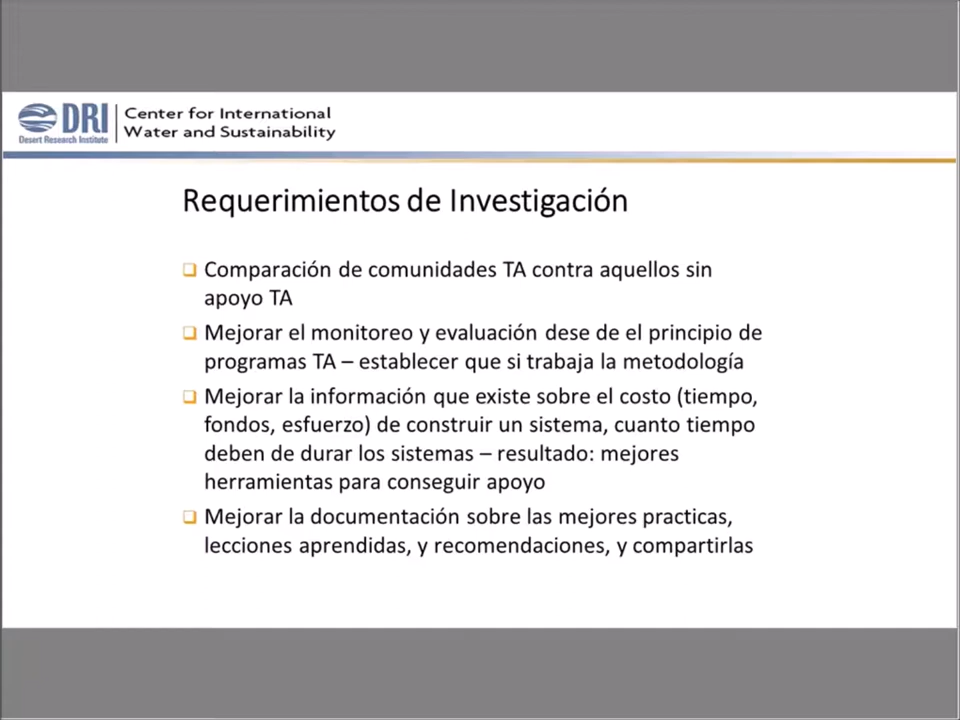 DRI
Desert Research Institute
Center for International
Water and Sustainability
Requerimientos de Investigación
Comparación de comunidades TA contra aquellos sin
apoyo TA
Mejorar el monitoreo y evaluación dese de el principio de
programas TA – establecer que si trabaja la metodología
Mejorar la información que existe sobre el costo (tiempo,
fondos, esfuerzo) de construir un sistema, cuanto tiempo
deben de durar los sistemas – resultado: mejores
herramientas para conseguir apoyo
Mejorar la documentación sobre las mejores practicas,
lecciones aprendidas, y recomendaciones, y compartirlas